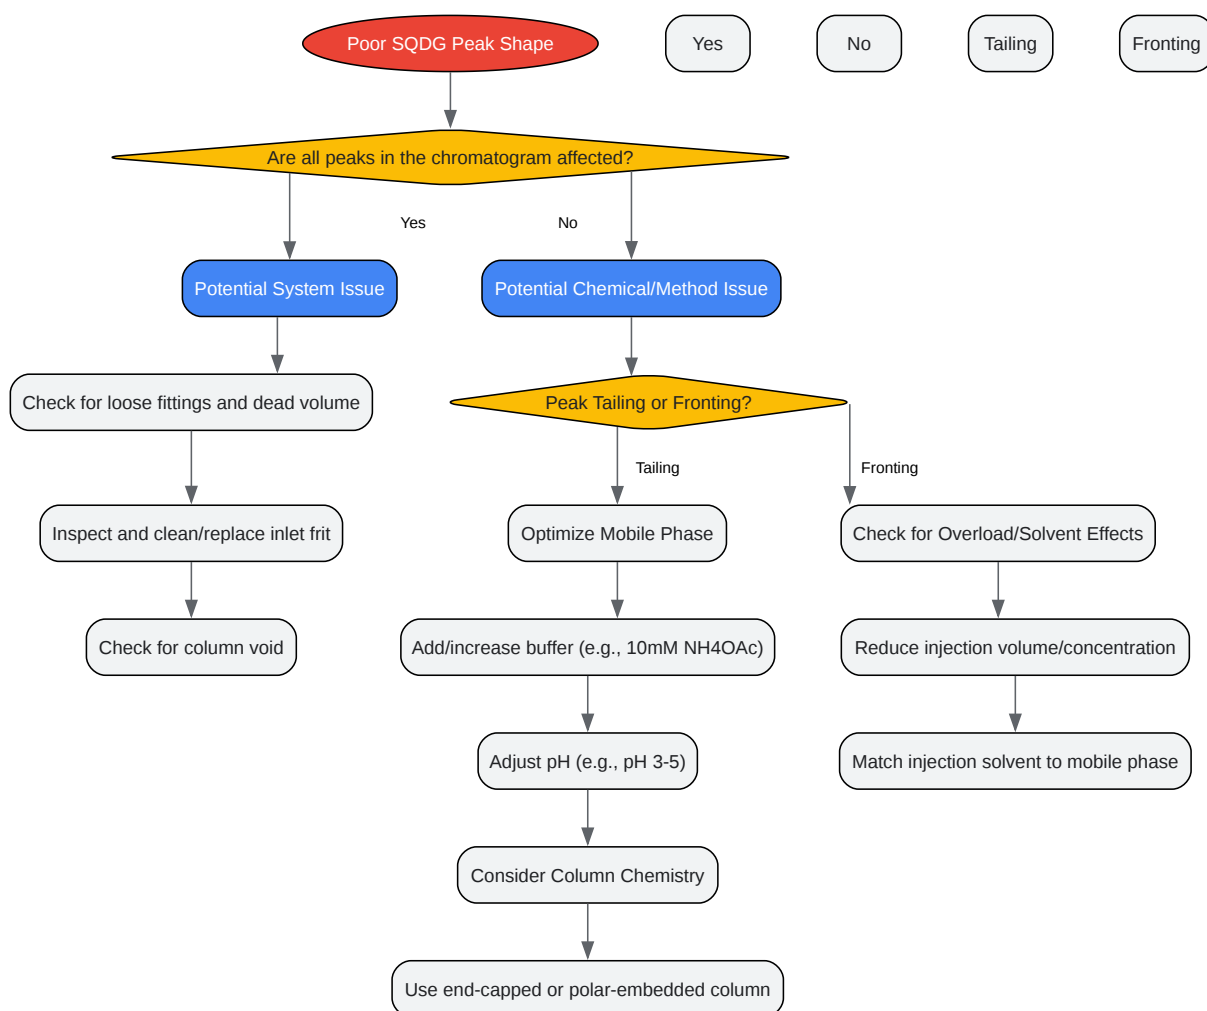 Poor SQDG Peak Shape
Yes
No
Tailing
Fronting
Are all peaks in the chromatogram affected?
Yes
No
Potential System Issue
Potential Chemical/Method Issue
Check for loose fittings and dead volume
Peak Tailing or Fronting?
Tailing
Fronting
Inspect and clean/replace inlet frit
Optimize Mobile Phase
Check for Overload/Solvent Effects
Check for column void
Add/increase buffer (e.g., 10mM NH4OAc)
Reduce injection volume/concentration
Adjust pH (e.g., pH 3-5)
Match injection solvent to mobile phase
Consider Column Chemistry
Use end-capped or polar-embedded column